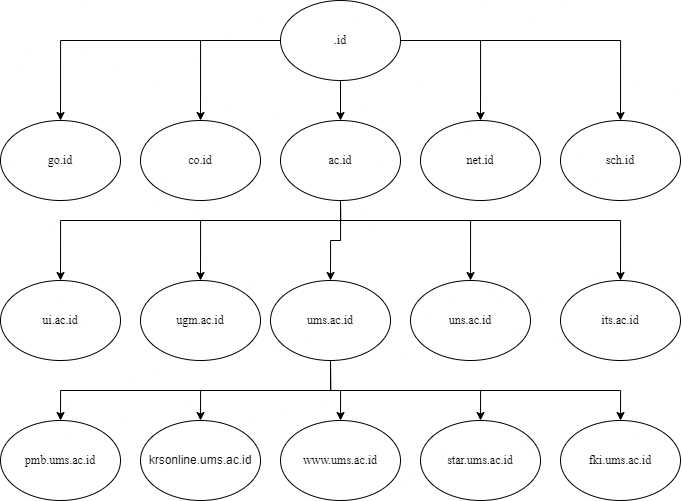 .id
go.id
co.id
ac.id
net.id
sch.id
ui.ac.id
ugm.ac.id
ums.ac.id
uns.ac.id
its.ac.id
pmb.ums.ac.id
krsonline.ums.ac.id
www.ums.ac.id
star.ums.ac.id
fki.ums.ac.id